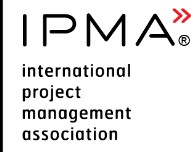 IPMA®
international
project
management
association